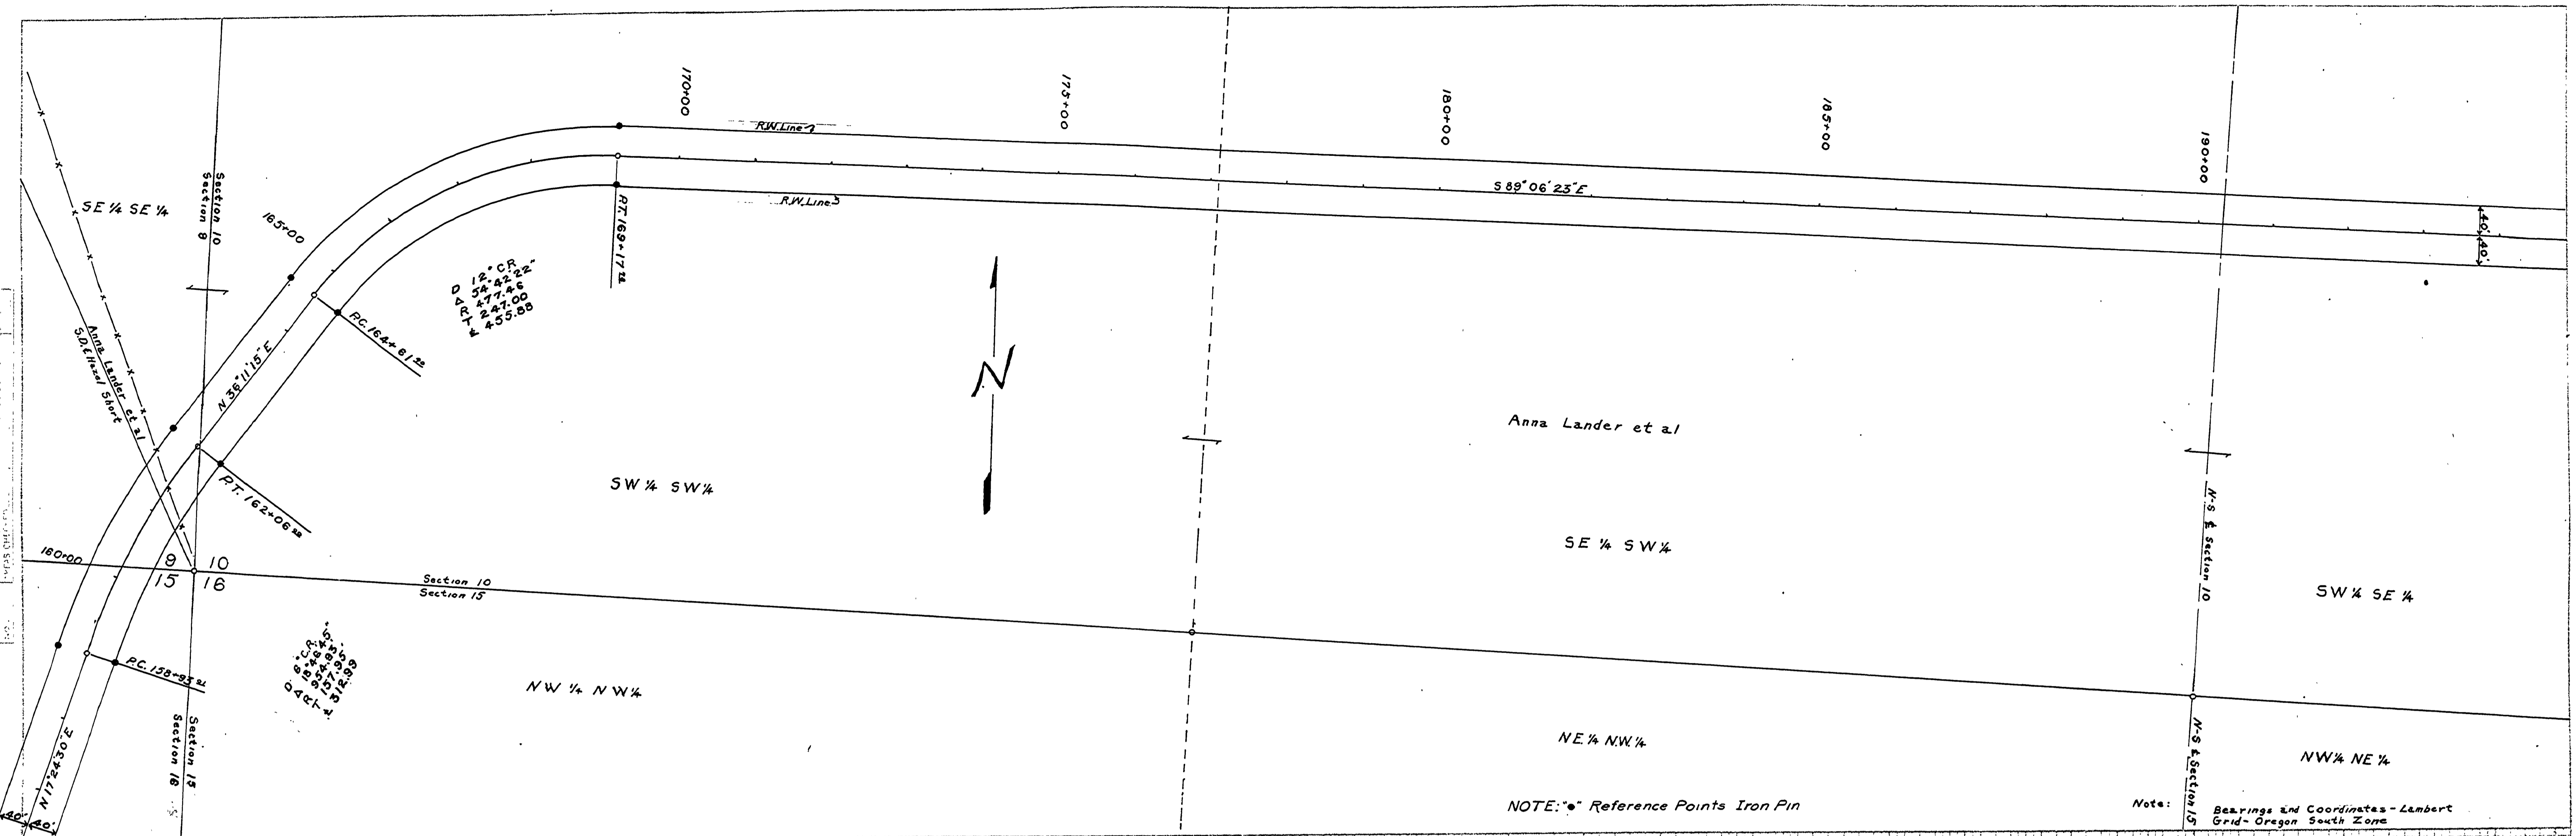 170+00
175+00
180+00
185+00
190+00
R.W. Line
R.W. Line
S 89° 06' 23" E
40' 40'
Section 10
Section 9
SE ¼ SE ¼
165+00
P.T. 169+17 22
D 12° C.R.
Δ 54° 42' 22"
R 477.46
T 247.00
℄ 455.88
P.C. 164+61 20
N 36° 11' 15" E
Anna Lander et al
S.D. & Hazel Short
N
Anna Lander et al
SW ¼ SW ¼
P.T. 162+06 22
SE ¼ SW ¼
N-S ℄ Section 10
SW ¼ SE ¼
160+00
9 10
15 16
Section 10
Section 15
D 6° C.R.
Δ 18° 46' 45"
R 954.93'
T 157.95'
℄ 312.99
P.C. 158+93 21
NW ¼ NW ¼
Section 15
Section 16
N 17° 24' 30" E
40' 40'
NE ¼ N.W. ¼
N-S ℄ Section 15
NW ¼ NE ¼
NOTE: "●" Reference Points Iron Pin
Note: Bearings and Coordinates - Lambert
Grid - Oregon South Zone